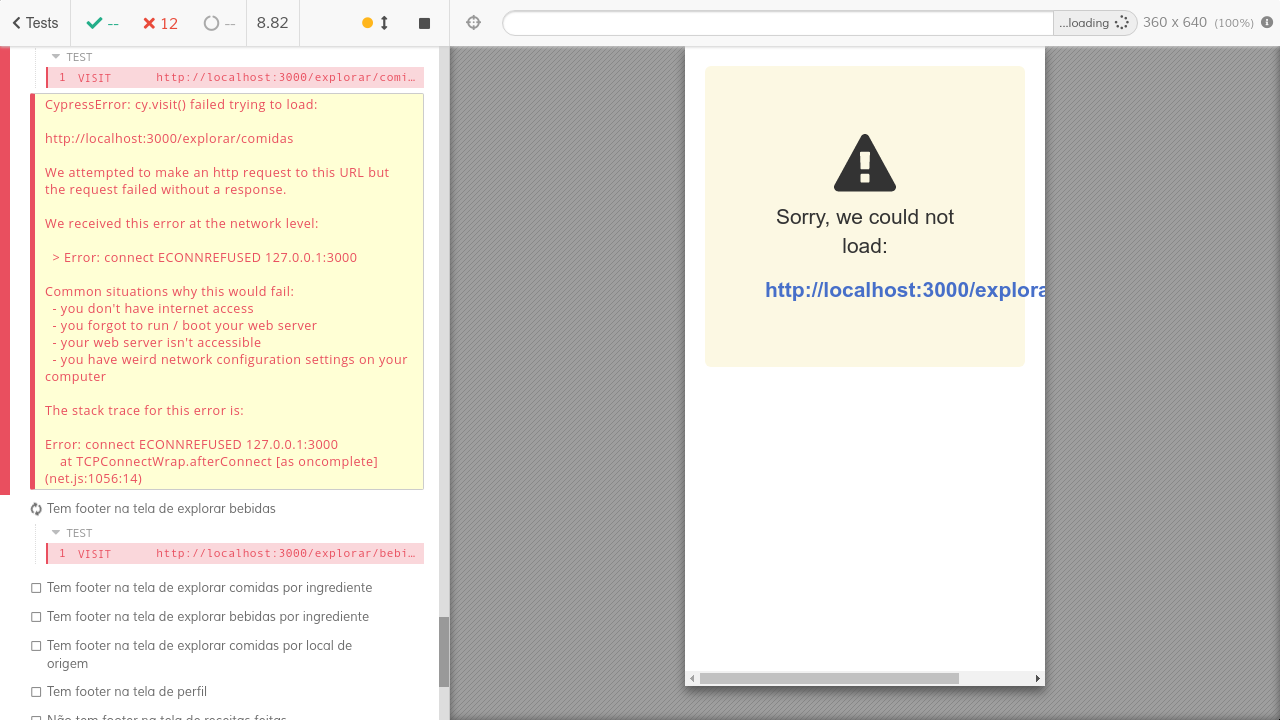 Tests
--
12
--
8.82
...loading
360 x 640 (100%)
TEST
1 VISIT http://localhost:3000/explorar/comi...
CypressError: cy.visit() failed trying to load:
http://localhost:3000/explorar/comidas
We attempted to make an http request to this URL but
the request failed without a response.
We received this error at the network level:
> Error: connect ECONNREFUSED 127.0.0.1:3000
Common situations why this would fail:
- you don't have internet access
- you forgot to run / boot your web server
- your web server isn't accessible
- you have weird network configuration settings on your
computer
The stack trace for this error is:
Error: connect ECONNREFUSED 127.0.0.1:3000
at TCPConnectWrap.afterConnect [as oncomplete]
(net.js:1056:14)
Tem footer na tela de explorar bebidas
TEST
1 VISIT http://localhost:3000/explorar/bebi...
Tem footer na tela de explorar comidas por ingrediente
Tem footer na tela de explorar bebidas por ingrediente
Tem footer na tela de explorar comidas por local de
origem
Tem footer na tela de perfil
Não tem footer na tela de receitas feitas
Sorry, we could not
load:
http://localhost:3000/explora